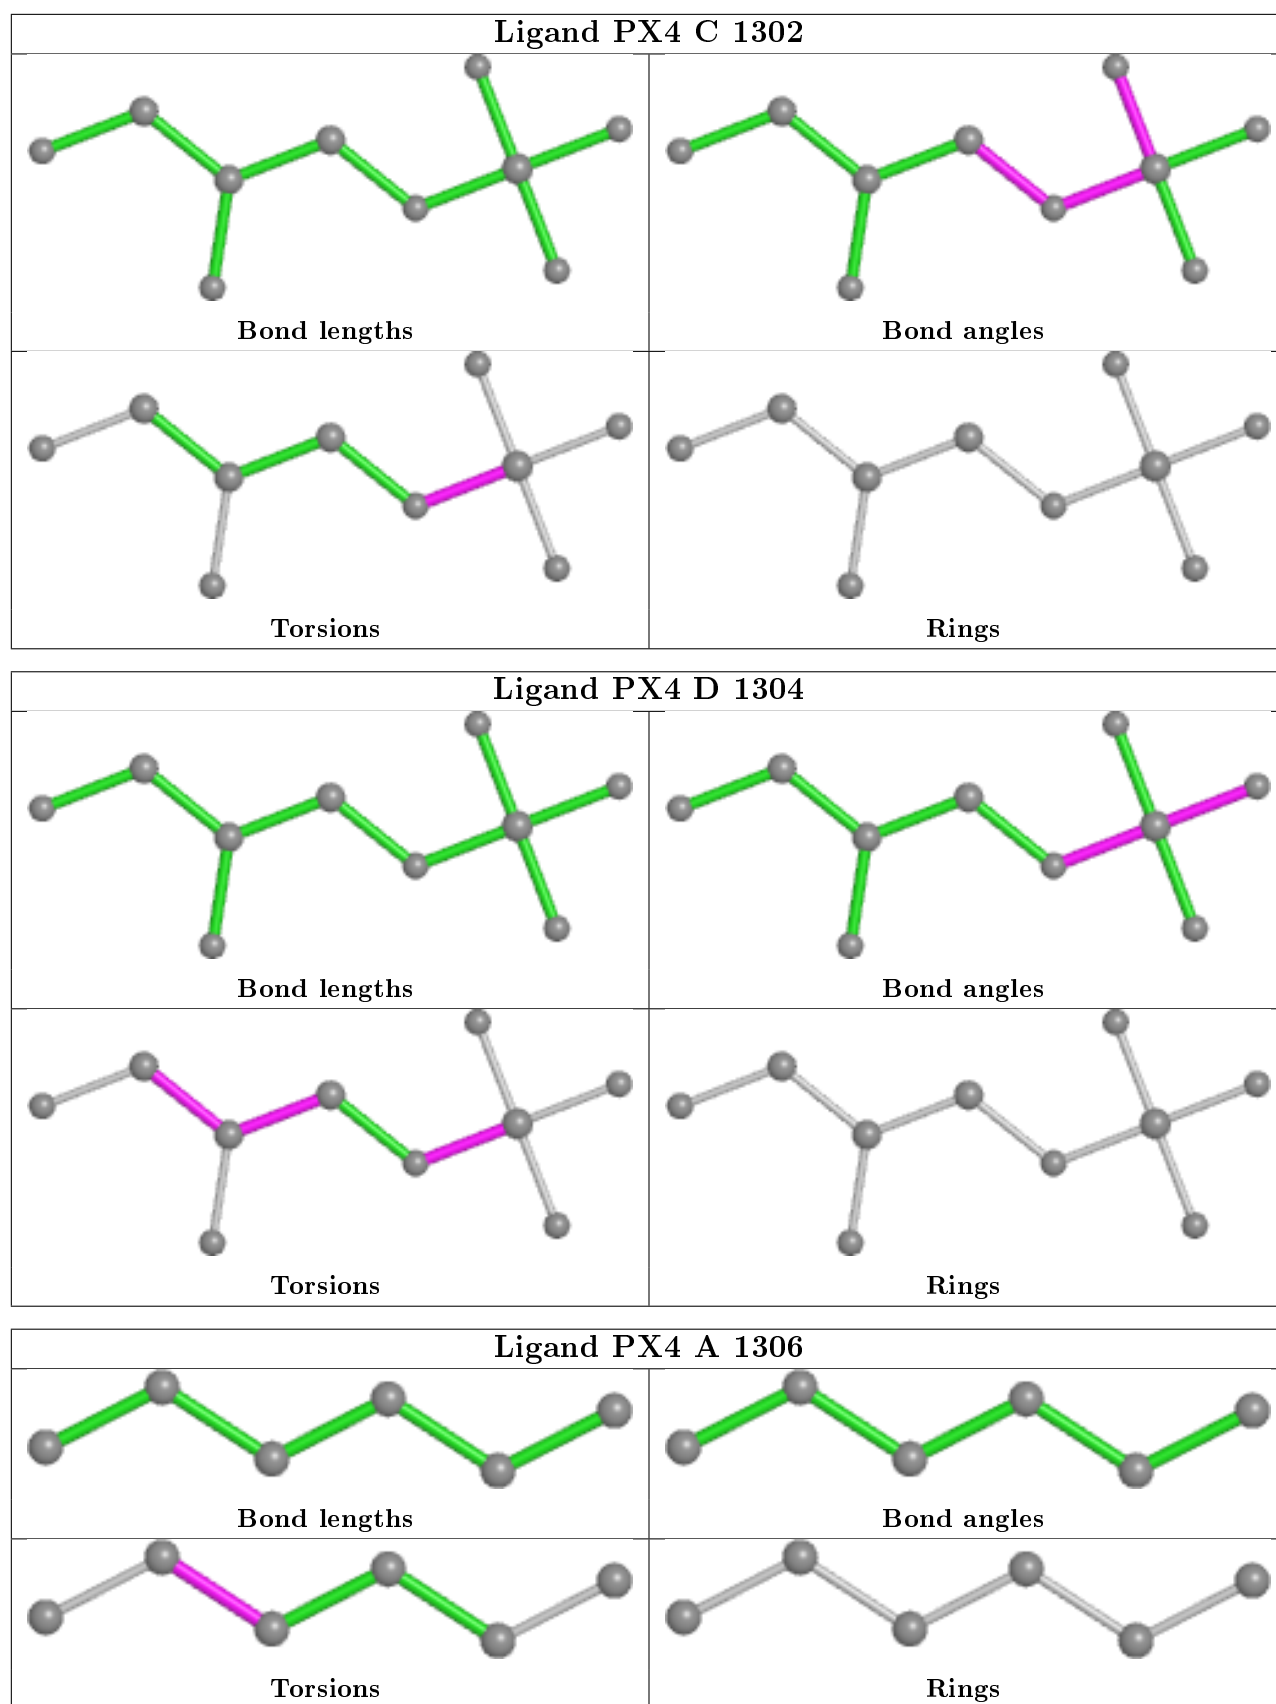 Ligand PX4 C 1302
Bond lengths
Bond angles
Torsions
Rings
Ligand PX4 D 1304
Bond lengths
Bond angles
Torsions
Rings
Ligand PX4 A 1306
Bond lengths
Bond angles
Torsions
Rings